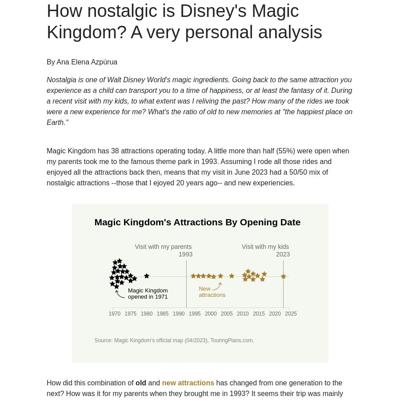 How nostalgic is Disney's Magic
Kingdom? A very personal analysis
By Ana Elena Azpúrua
Nostalgia is one of Walt Disney World's magic ingredients. Going back to the same attraction you
experience as a child can transport you to a time of happiness, or at least the fantasy of it. During
a recent visit with my kids, to what extent was I reliving the past? How many of the rides we took
were a new experience for me? What's the ratio of old to new memories at "the happiest place on
Earth."
Magic Kingdom has 38 attractions operating today. A little more than half (55%) were open when
my parents took me to the famous theme park in 1993. Assuming I rode all those rides and
enjoyed all the attractions back then, means that my visit in June 2023 had a 50/50 mix of
nostalgic attractions --those that I ejoyed 20 years ago-- and new experiences.
Magic Kingdom's Attractions By Opening Date
Visit with my parents
1993
Visit with my kids
2023
Magic Kingdom
opened in 1971
New
attractions
1970 1975 1980 1985 1990 1995 2000 2005 2010 2015 2020 2025
Source: Magic Kingdom's official map (04/2023), TouringPlans.com.
How did this combination of old and new attractions has changed from one generation to the
next? How was it for my parents when they brought me in 1993? It seems their trip was mainly